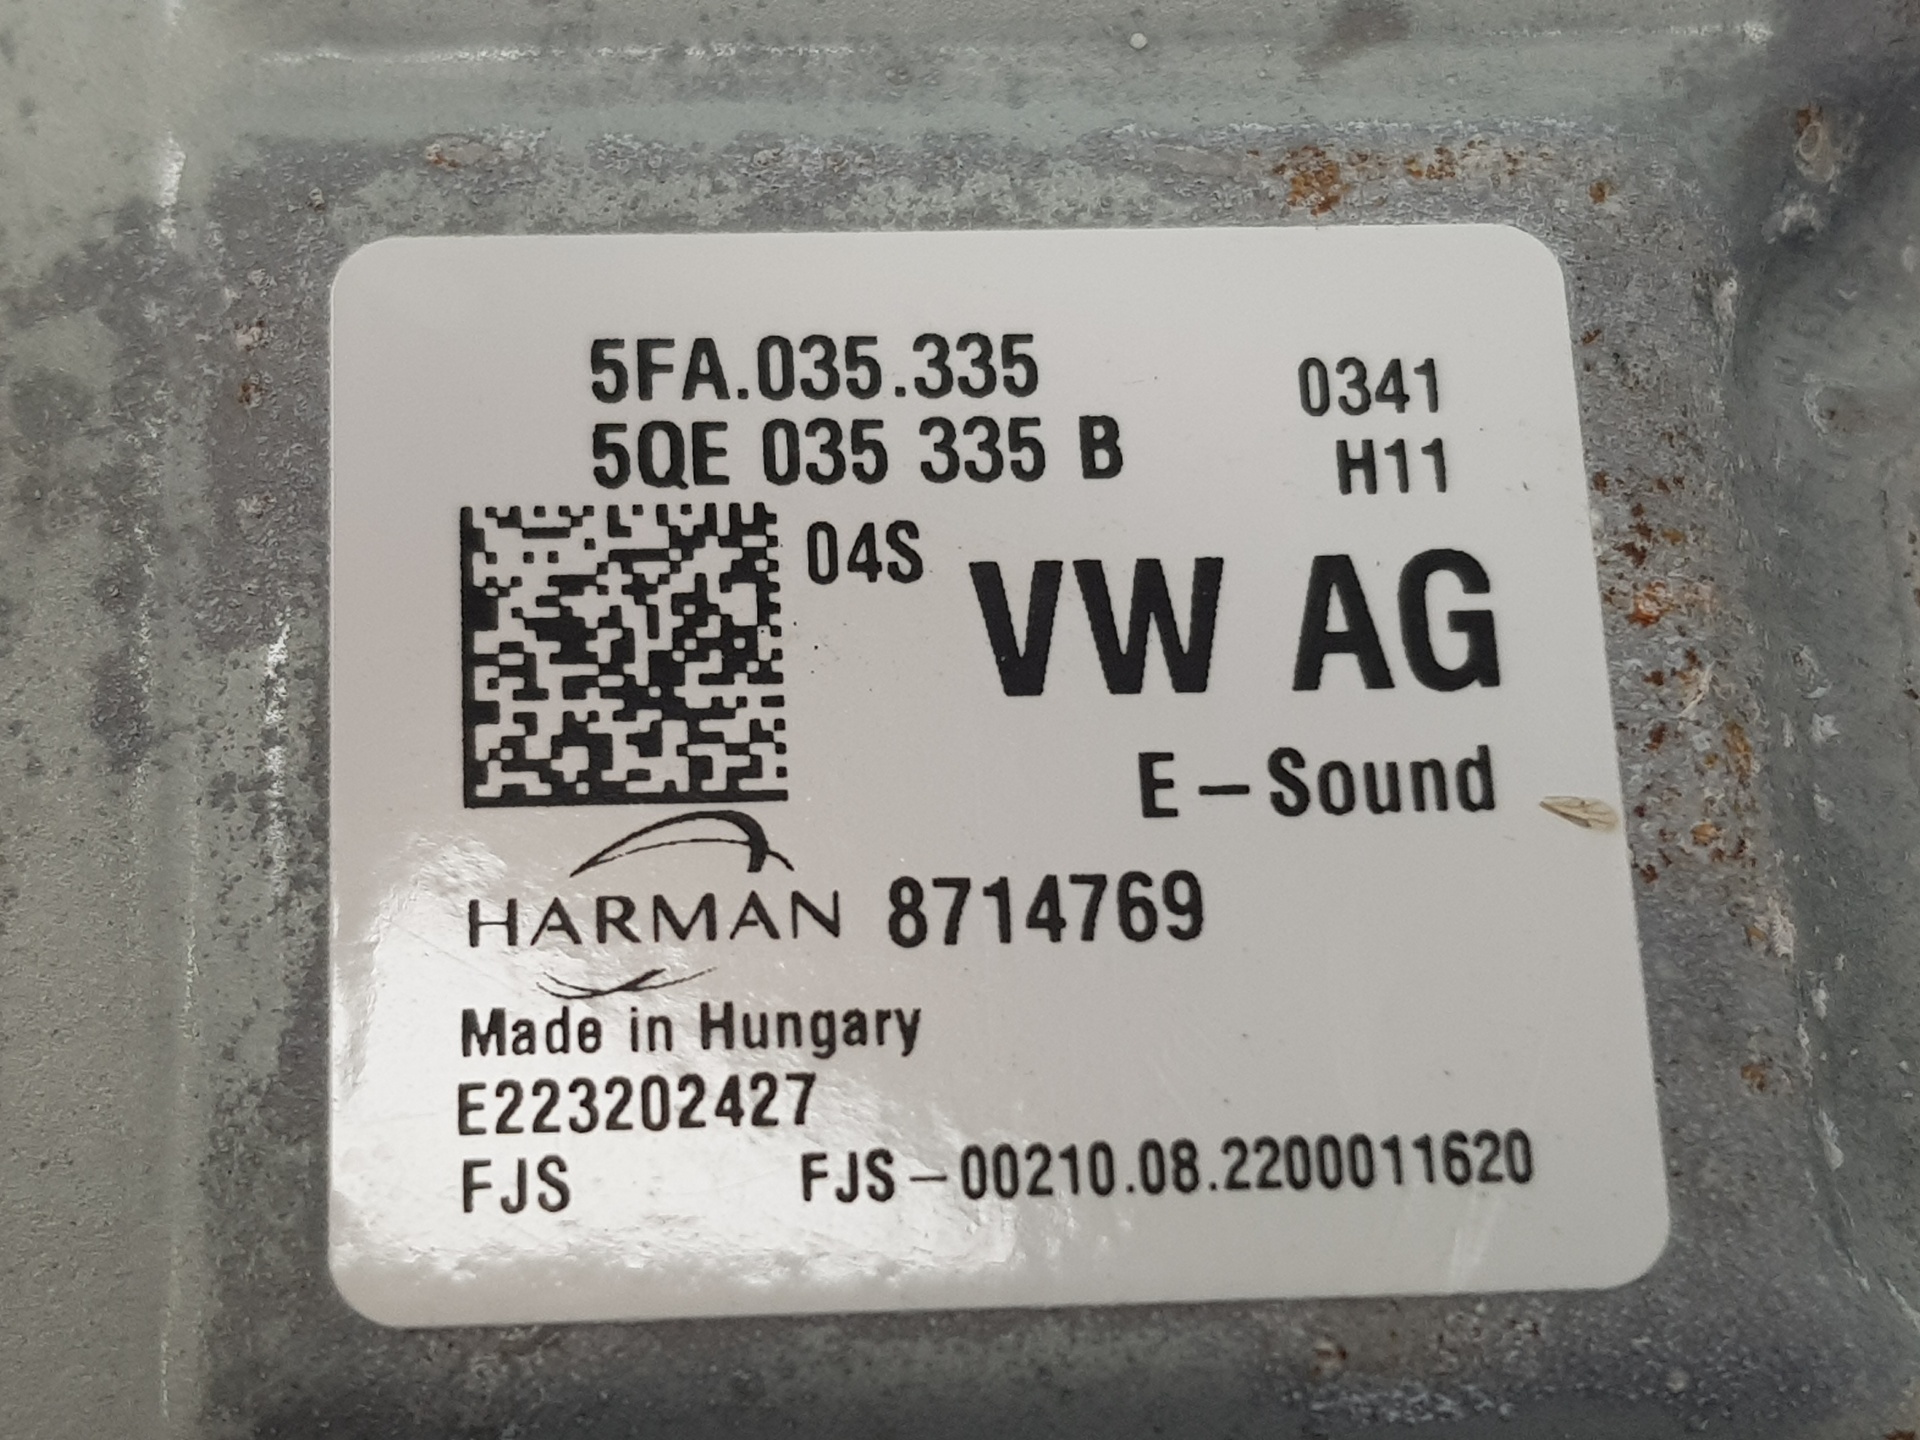 5FA.035.335 0341
5QE 035 335 B H11
04S
VW AG
E-Sound
HARMAN 8714769
Made in Hungary
E223202427
FJS FJS-00210.08.2200011620